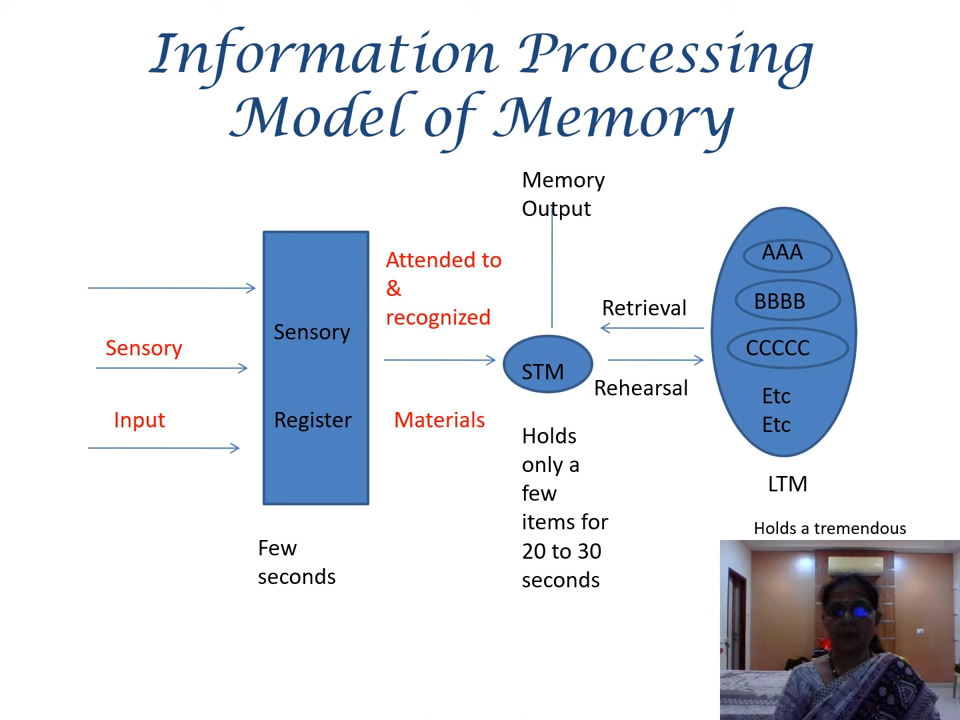 Information Processing
Model of Memory
Memory
Output
Attended to
&
recognized
Sensory
Input
Sensory
Register
Materials
STM
Retrieval
Rehearsal
AAA
BBBB
CCCCC
Etc
Etc
LTM
Holds a tremendous
Holds
only a
few
items for
20 to 30
seconds
Few
seconds